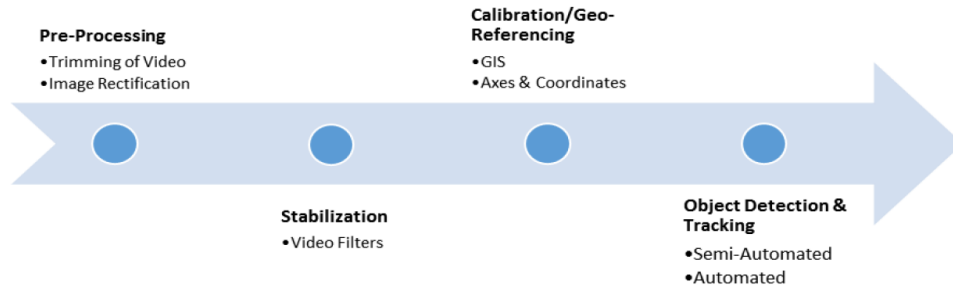 Pre-Processing
•Trimming of Video
•Image Rectification
Stabilization
•Video Filters
Calibration/Geo-
Referencing
•GIS
•Axes & Coordinates
Object Detection &
Tracking
•Semi-Automated
•Automated